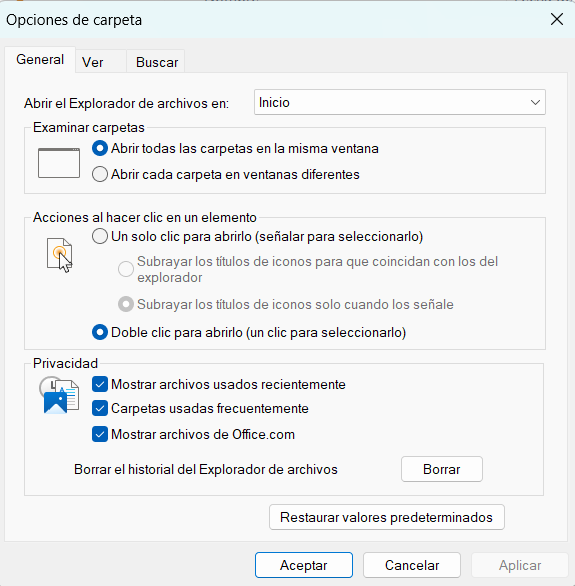 Opciones de carpeta
General
Ver
Buscar
Abrir el Explorador de archivos en:
Inicio
Examinar carpetas
Abrir todas las carpetas en la misma ventana
Abrir cada carpeta en ventanas diferentes
Acciones al hacer clic en un elemento
Un solo clic para abrirlo (señalar para seleccionarlo)
Subrayar los títulos de iconos para que coincidan con los del
explorador
Subrayar los títulos de iconos solo cuando los señale
Doble clic para abrirlo (un clic para seleccionarlo)
Privacidad
Mostrar archivos usados recientemente
Carpetas usadas frecuentemente
Mostrar archivos de Office.com
Borrar el historial del Explorador de archivos
Borrar
Restaurar valores predeterminados
Aceptar
Cancelar
Aplicar